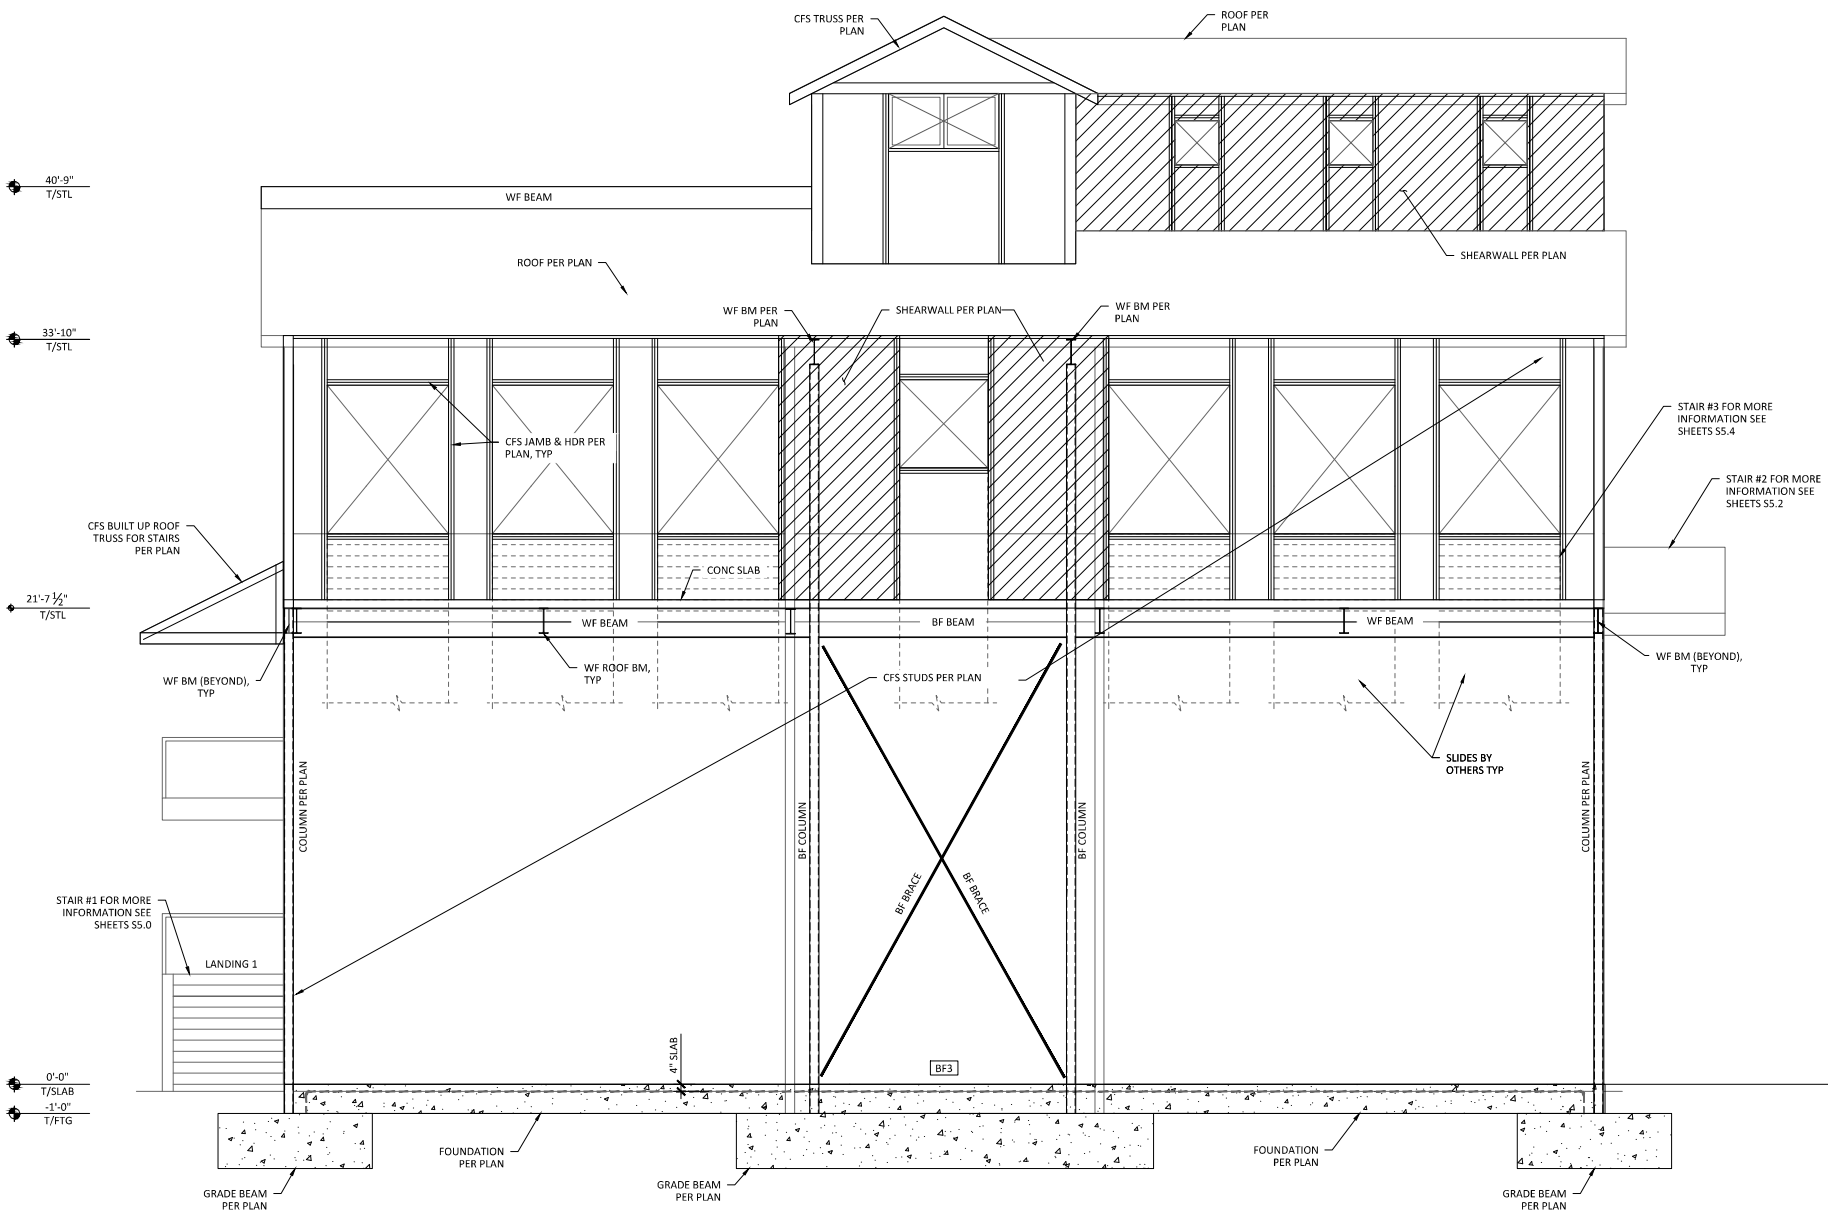 CFS TRUSS PER
PLAN
ROOF PER
PLAN
40'-9"
T/STL
WF BEAM
SHEARWALL PER PLAN
ROOF PER PLAN
WF BM PER
PLAN
SHEARWALL PER PLAN
WF BM PER
PLAN
33'-10"
T/STL
CFS JAMB & HDR PER
PLAN, TYP
STAIR #3 FOR MORE
INFORMATION SEE
SHEETS S5.4
STAIR #2 FOR MORE
INFORMATION SEE
SHEETS S5.2
CFS BUILT UP ROOF
TRUSS FOR STAIRS
PER PLAN
CONC SLAB
21'-7 ½"
T/STL
WF BEAM
BF BEAM
WF BEAM
WF BM (BEYOND),
TYP
WF ROOF BM,
TYP
CFS STUDS PER PLAN
WF BM (BEYOND),
TYP
SLIDES BY
OTHERS TYP
COLUMN PER PLAN
BF COLUMN
BF COLUMN
COLUMN PER PLAN
BF BRACE
BF BRACE
STAIR #1 FOR MORE
INFORMATION SEE
SHEETS S5.0
LANDING 1
4" SLAB
BF3
0'-0"
T/SLAB
-1'-0"
T/FTG
FOUNDATION
PER PLAN
FOUNDATION
PER PLAN
GRADE BEAM
PER PLAN
GRADE BEAM
PER PLAN
GRADE BEAM
PER PLAN